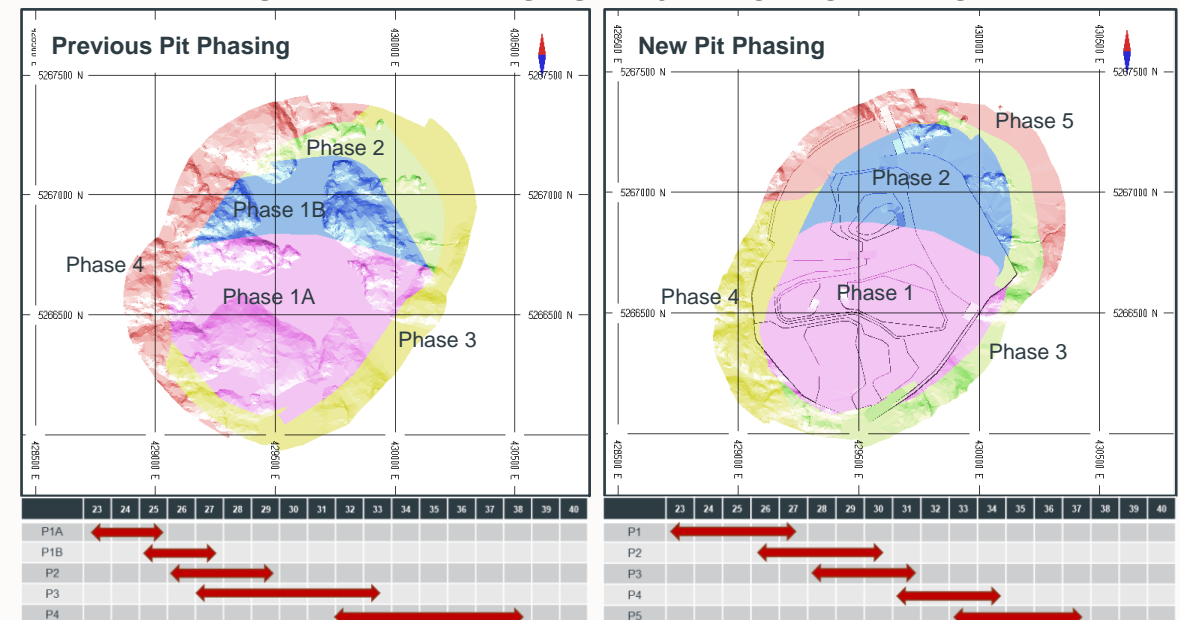 Previous Pit Phasing
430000 E
430500 E
5267500 N
5267500 N
Phase 2
5267000 N
5267000 N
Phase 1B
Phase 4
Phase 1A
5266500 N
5266500 N
Phase 3
428500 E
429000 E
429500 E
430000 E
430500 E
23 24 25 26 27 28 29 30 31 32 33 34 35 36 37 38 39 40
P1A
P1B
P2
P3
P4
New Pit Phasing
428500 E
430000 E
430500 E
5267500 N
5267500 N
Phase 5
Phase 2
5267000 N
5267000 N
Phase 4
Phase 1
5266500 N
5266500 N
Phase 3
428500 E
429000 E
429500 E
430000 E
430500 E
23 24 25 26 27 28 29 30 31 32 33 34 35 36 37 38 39 40
P1
P2
P3
P4
P5